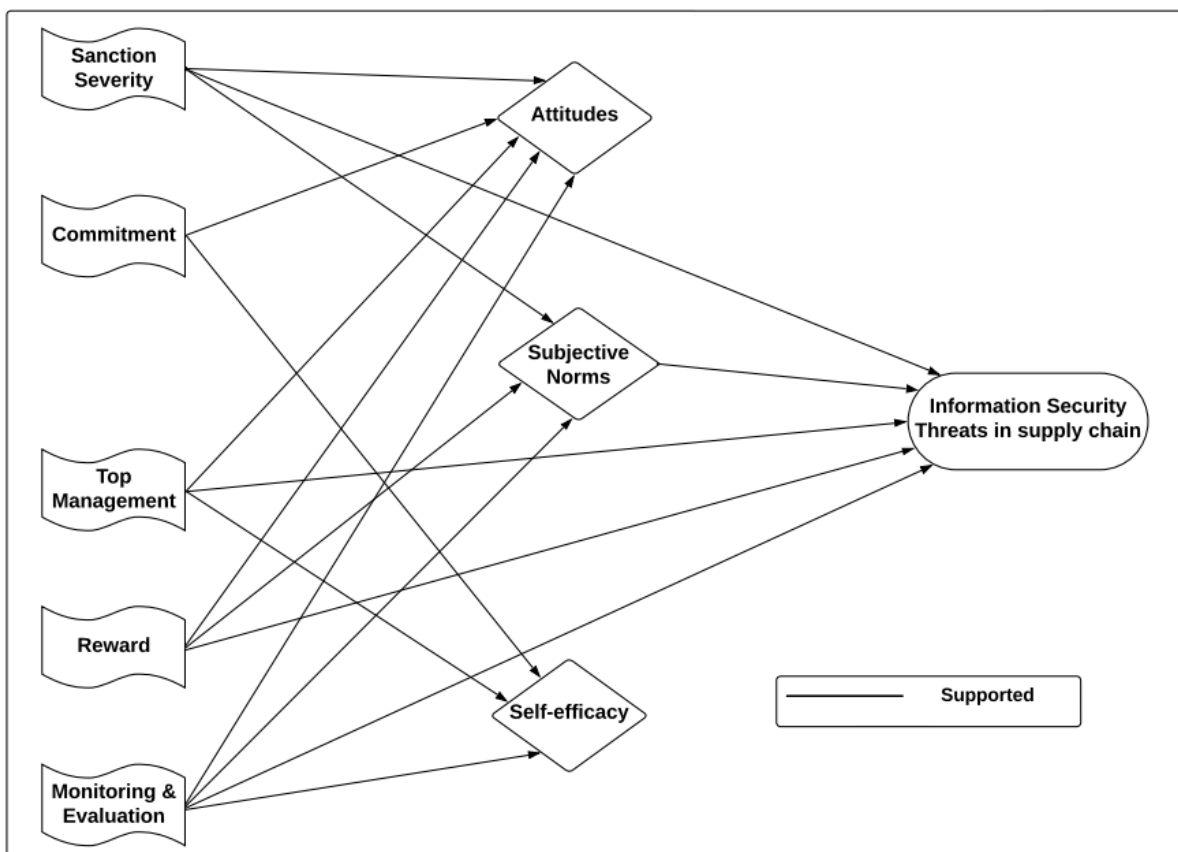 Sanction
Severity
Attitudes
Commitment
Subjective
Norms
Information Security
Threats in supply chain
Top
Management
Reward
Self-efficacy
Supported
Monitoring &
Evaluation